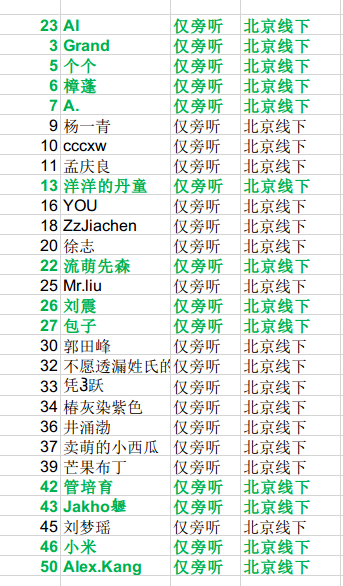 23 AI 仅旁听 北京线下
3 Grand 仅旁听 北京线下
5 个个 仅旁听 北京线下
6 樟蓬 仅旁听 北京线下
7 A. 仅旁听 北京线下
9 杨一青 仅旁听 北京线下
10 cccxw 仅旁听 北京线下
11 孟庆良 仅旁听 北京线下
13 洋洋的丹童 仅旁听 北京线下
16 YOU 仅旁听 北京线下
18 ZzJiachen 仅旁听 北京线下
20 徐志 仅旁听 北京线下
22 流萌先森 仅旁听 北京线下
25 Mr.liu 仅旁听 北京线下
26 刘震 仅旁听 北京线下
27 包子 仅旁听 北京线下
30 郭田峰 仅旁听 北京线下
32 不愿透漏姓氏的 仅旁听 北京线下
33 凭3跃 仅旁听 北京线下
34 椿灰染紫色 仅旁听 北京线下
36 井涌渤 仅旁听 北京线下
37 卖萌的小西瓜 仅旁听 北京线下
39 芒果布丁 仅旁听 北京线下
42 管培育 仅旁听 北京线下
43 Jakho 仅旁听 北京线下
45 刘梦瑶 仅旁听 北京线下
46 小米 仅旁听 北京线下
50 Alex.Kang 仅旁听 北京线下